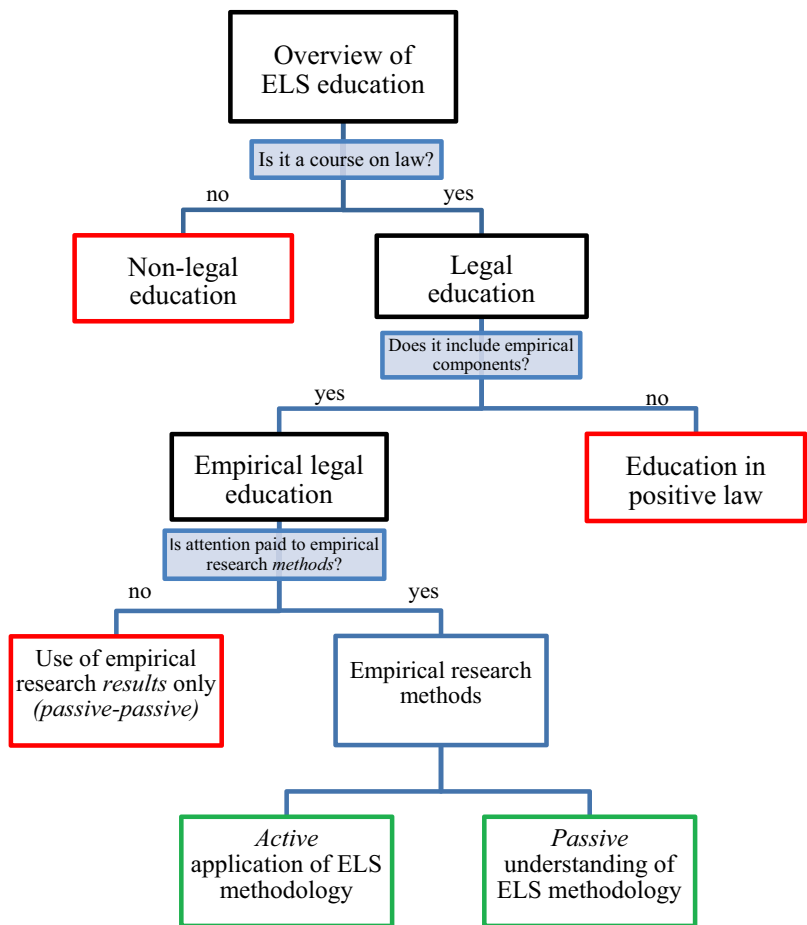 Overview of
ELS education
Is it a course on law?
no
yes
Non-legal
education
Legal
education
Does it include empirical
components?
yes
no
Empirical legal
education
Education in
positive law
Is attention paid to empirical
research methods?
no
yes
Use of empirical
research results only
(passive-passive)
Empirical research
methods
Active
application of ELS
methodology
Passive
understanding of
ELS methodology